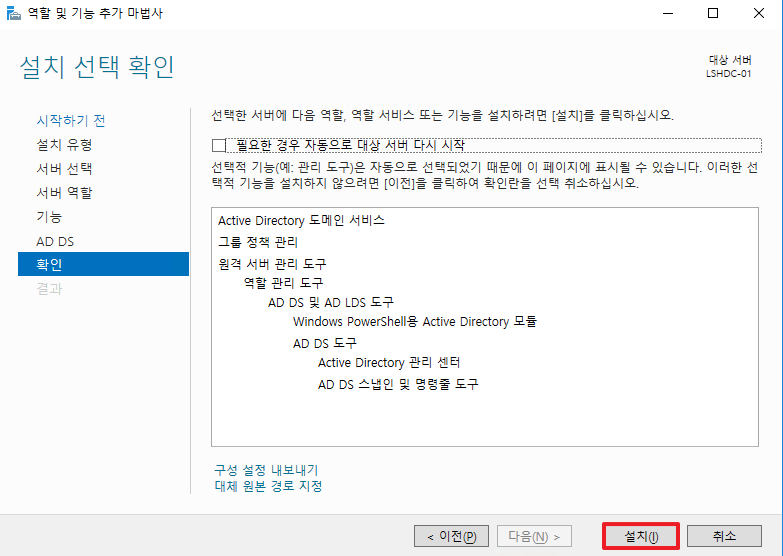 역할 및 기능 추가 마법사
설치 선택 확인
대상 서버
LSHDC-01
시작하기 전
설치 유형
서버 선택
서버 역할
기능
AD DS
확인
결과
선택한 서버에 다음 역할, 역할 서비스 또는 기능을 설치하려면 [설치]를 클릭하십시오.
필요한 경우 자동으로 대상 서버 다시 시작
선택적 기능(예: 관리 도구)은 자동으로 선택되었기 때문에 이 페이지에 표시될 수 있습니다. 이러한 선
택적 기능을 설치하지 않으려면 [이전]을 클릭하여 확인란을 선택 취소하십시오.
Active Directory 도메인 서비스
그룹 정책 관리
원격 서버 관리 도구
역할 관리 도구
AD DS 및 AD LDS 도구
Windows PowerShell용 Active Directory 모듈
AD DS 도구
Active Directory 관리 센터
AD DS 스냅인 및 명령줄 도구
구성 설정 내보내기
대체 원본 경로 지정
< 이전(P) 다음(N) > 설치(I) 취소